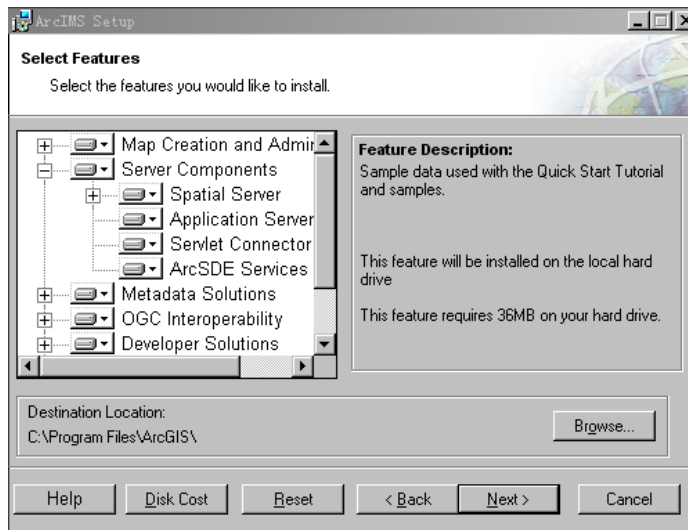 ArcIMS Setup
Select Features
Select the features you would like to install.
Map Creation and Admir
Server Components
Spatial Server
Application Server
Servlet Connector
ArcSDE Services
Metadata Solutions
OGC Interoperability
Developer Solutions
Feature Description:
Sample data used with the Quick Start Tutorial
and samples.
This feature will be installed on the local hard
drive
This feature requires 36MB on your hard drive.
Destination Location:
C:\Program Files\ArcGIS\
Browse...
Help
Disk Cost
Reset
< Back
Next >
Cancel